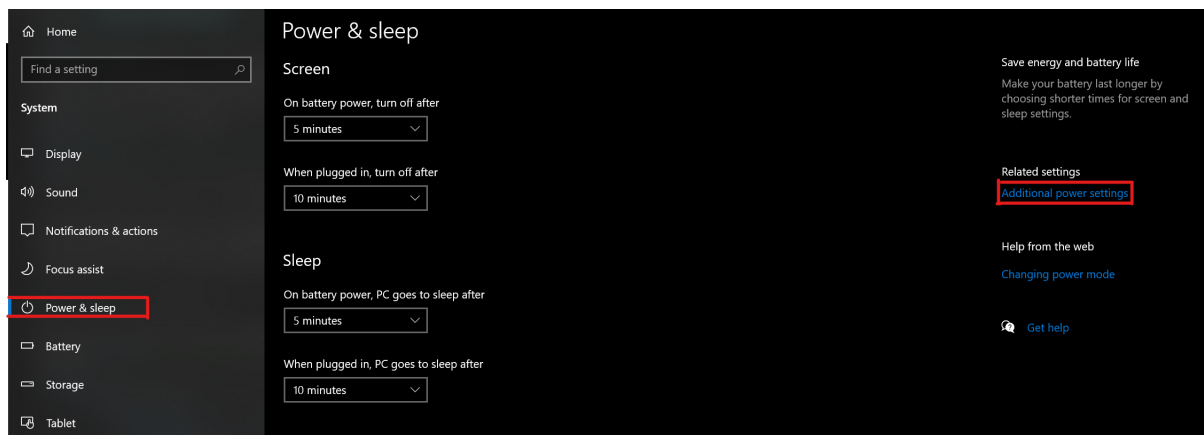 Home
Find a setting
System
Display
Sound
Notifications & actions
Focus assist
Power & sleep
Battery
Storage
Tablet
Power & sleep
Screen
On battery power, turn off after
5 minutes
When plugged in, turn off after
10 minutes
Sleep
On battery power, PC goes to sleep after
5 minutes
When plugged in, PC goes to sleep after
10 minutes
Save energy and battery life
Make your battery last longer by
choosing shorter times for screen and
sleep settings.
Related settings
Additional power settings
Help from the web
Changing power mode
Get help